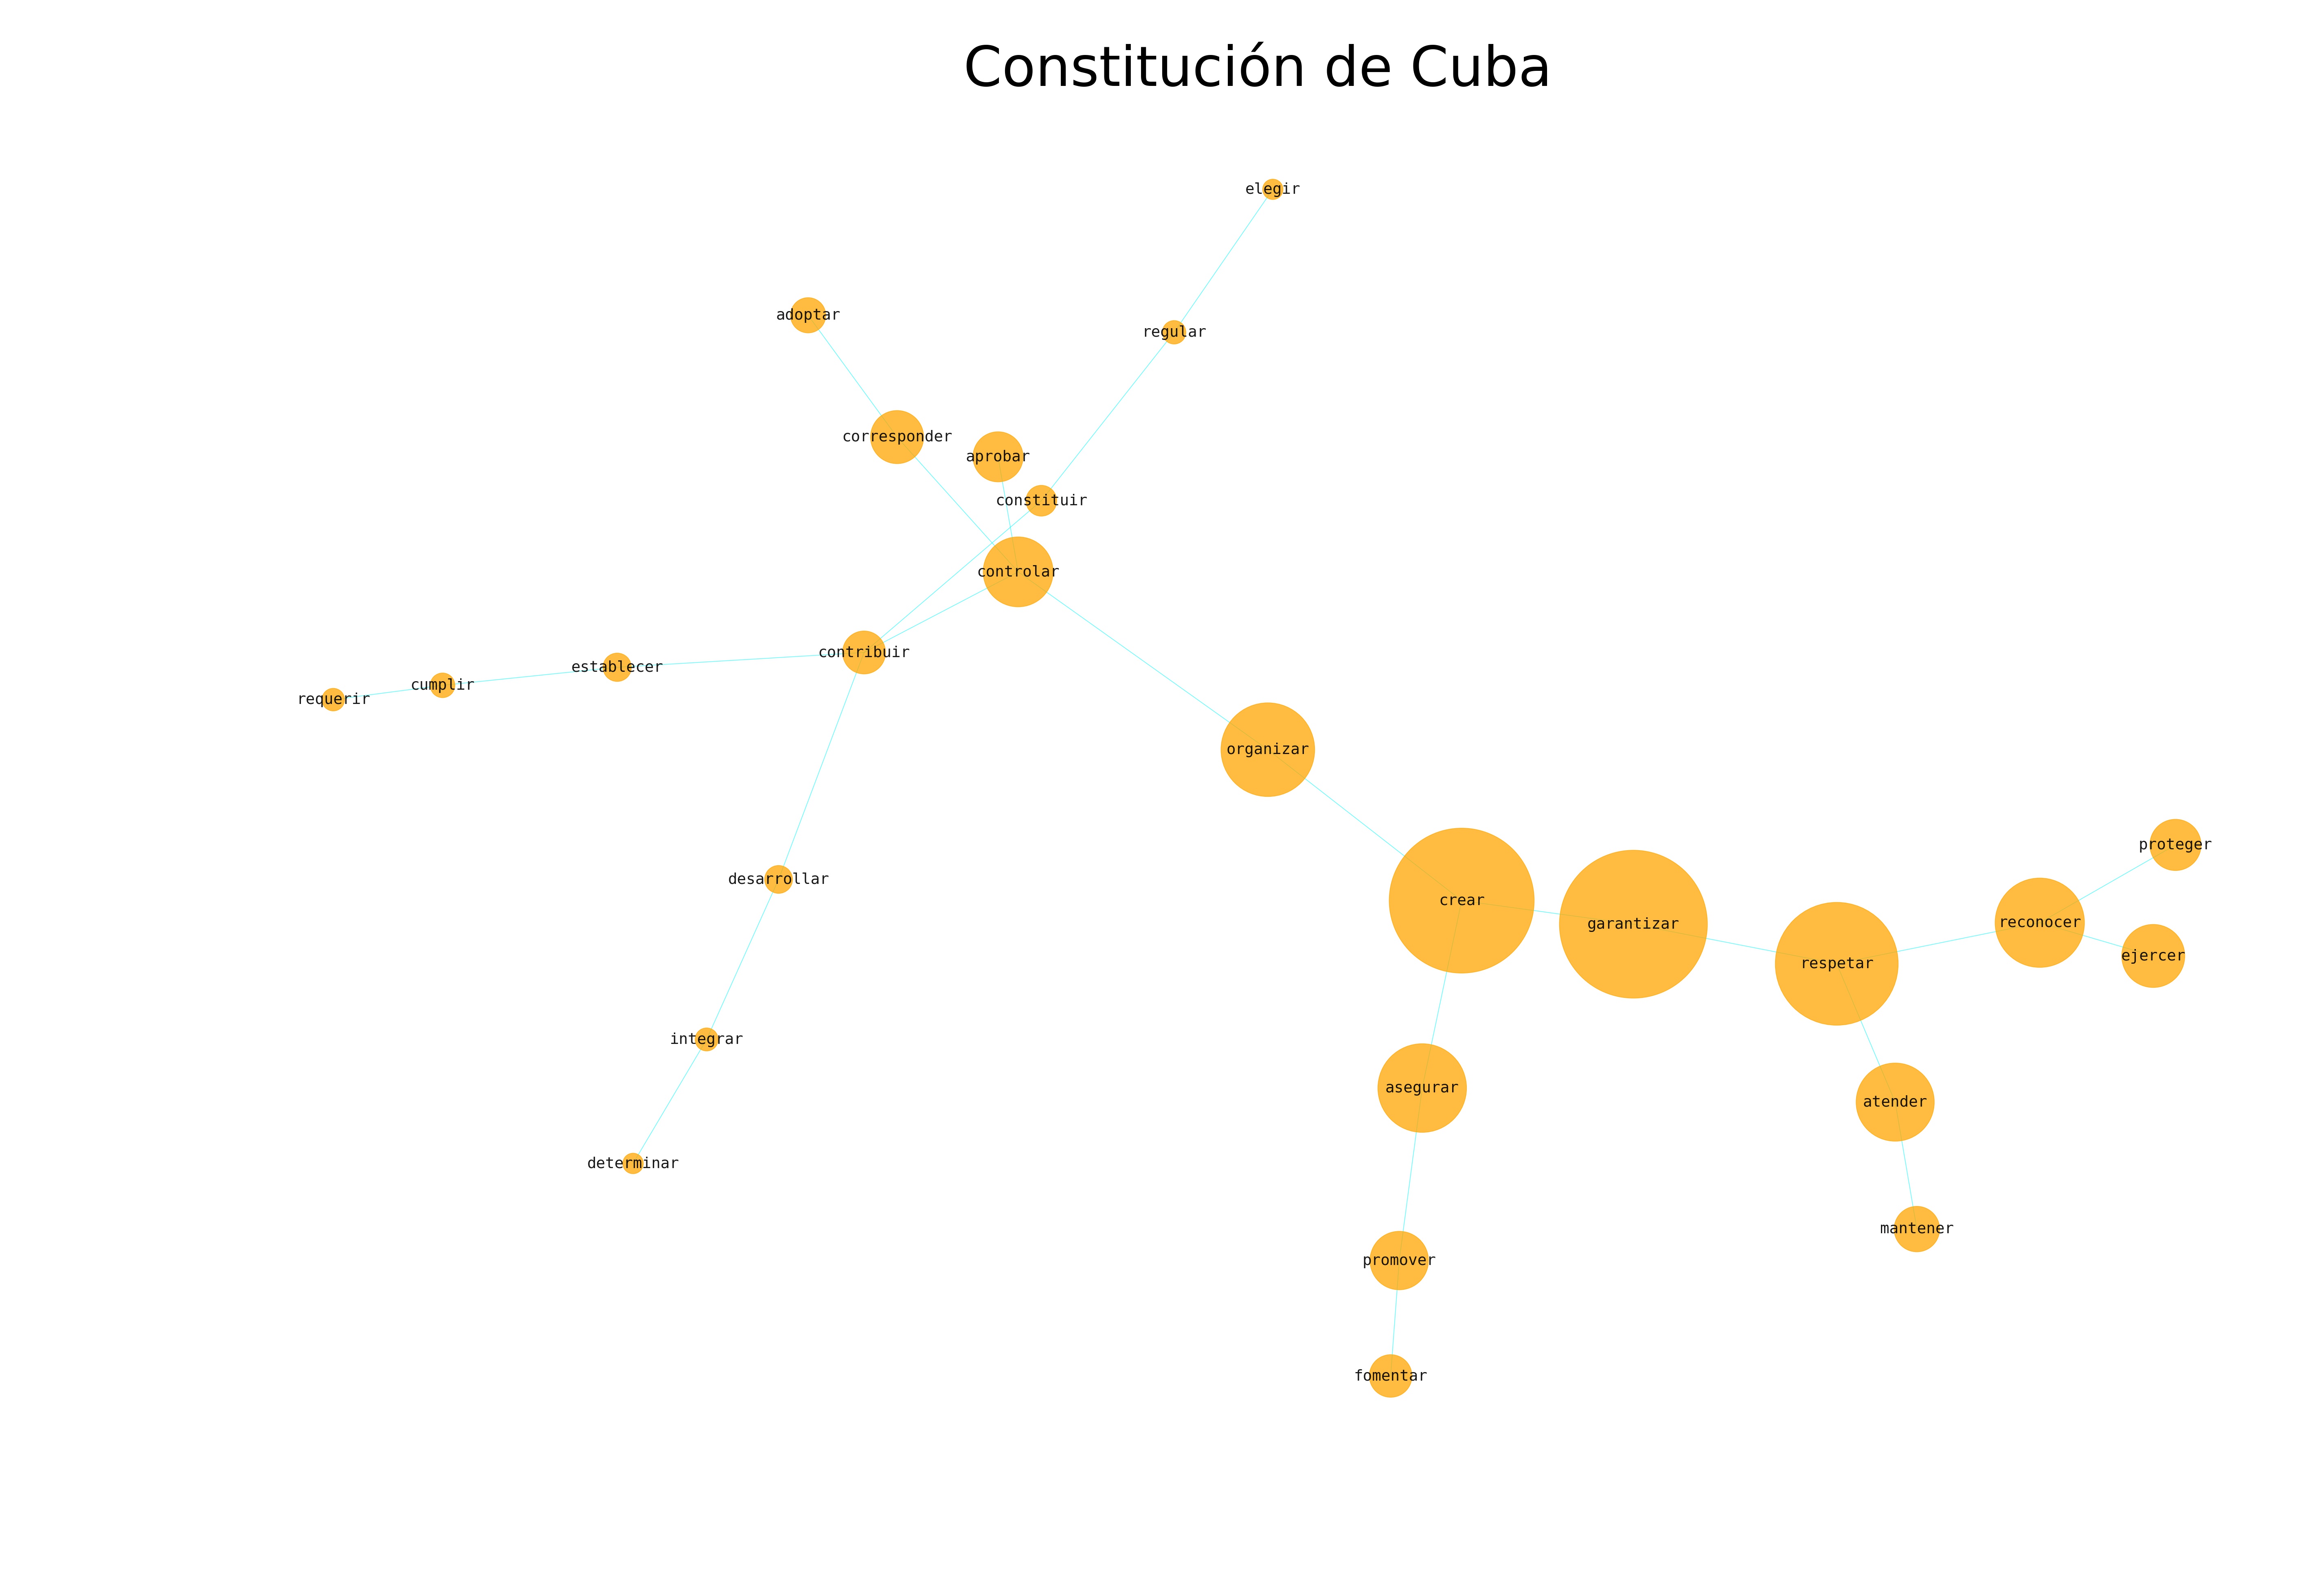 Constitución de Cuba
elegir
adoptar
regular
corresponder
aprobar
constituir
controlar
contribuir
establecer
cumplir
requerir
organizar
proteger
desarrollar
crear
garantizar
reconocer
respetar
ejercer
integrar
asegurar
atender
determinar
mantener
promover
fomentar